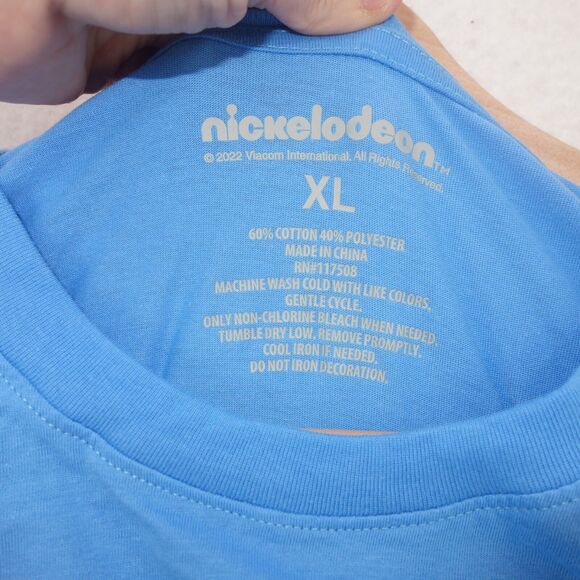 nickelodeon™
© 2022 Viacom International. All Rights Reserved.
XL
60% COTTON 40% POLYESTER
MADE IN CHINA
RN#117508
MACHINE WASH COLD WITH LIKE COLORS.
GENTLE CYCLE.
ONLY NON-CHLORINE BLEACH WHEN NEEDED.
TUMBLE DRY LOW. REMOVE PROMPTLY.
COOL IRON IF NEEDED.
DO NOT IRON DECORATION.